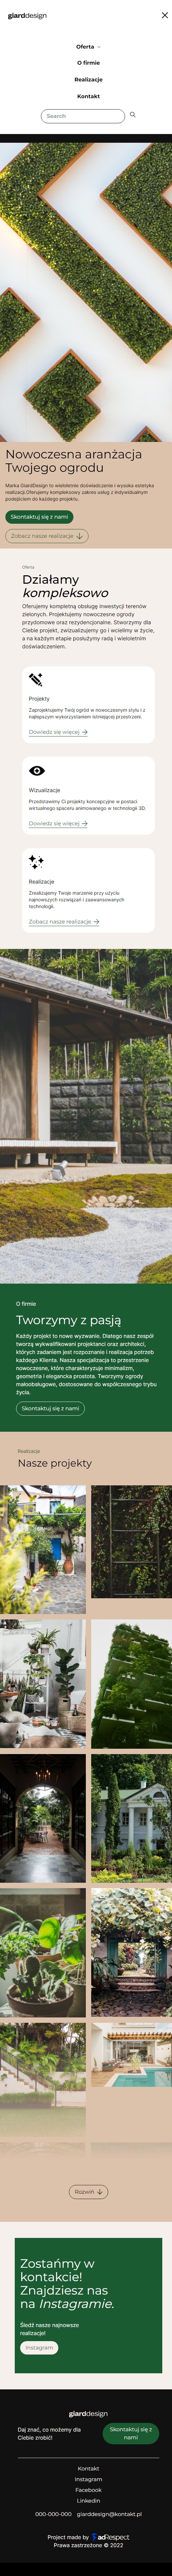 giarddesign
Oferta
O firmie
Realizacje
Kontakt
Search
Nowoczesna aranżacja
Twojego ogrodu
Marka GiardDesign to wieloletnie doświadczenie i wysoka estetyka
realizacji.Oferujemy kompleksowy zakres usług z indywidualnym
podejściem do każdego projektu.
Skontaktuj się z nami
Zobacz nasze realizacje
Oferta
Działamy
kompleksowo
Oferujemy kompletną obsługę inwestycji terenów
zielonych. Projektujemy nowoczesne ogrody
przydomowe oraz rezydencjonalne. Stworzymy dla
Ciebie projekt, zwizualizujemy go i wcielimy w życie,
a na każdym etapie posłużymy radą i wieloletnim
doświadczeniem.
Projekty
Zaprojektujemy Twój ogród w nowoczesnym stylu i z
najlepszym wykorzystaniem istniejącej przestrzeni.
Dowiedz się więcej
Wizualizacje
Przedstawimy Ci projekty koncepcyjne w postaci
wirtualnego spaceru animowanego w technologii 3D.
Dowiedz się więcej
Realizacje
Zrealizujemy Twoje marzenie przy użyciu
najnowszych rozwiązań i zaawansowanych
technologii.
Zobacz nasze realizacje
O firmie
Tworzymy z pasją
Każdy projekt to nowe wyzwanie. Dlatego nasz zespół
tworzą wykwalifikowani projektanci oraz architekci,
których zadaniem jest rozpoznanie i realizacja potrzeb
każdego Klienta. Nasza specjalizacja to przestrzenie
nowoczesne, które charakteryzuje minimalizm,
geometria i elegancka prostota. Tworzymy ogrody
małoobsługowe, dostosowane do współczesnego trybu
życia.
Skontaktuj się z nami
Realizacje
Nasze projekty
Rozwiń
Zostańmy w
kontakcie!
Znajdziesz nas
na Instagramie.
Śledź nasze najnowsze
realizacje!
Instagram
giarddesign
Daj znać, co możemy dla
Ciebie zrobić!
Skontaktuj się z
nami
Kontakt
Instagram
Facebook
Linkedin
000-000-000 giarddesign@kontakt.pl
Project made by adRespect
Prawa zastrzeżone © 2022